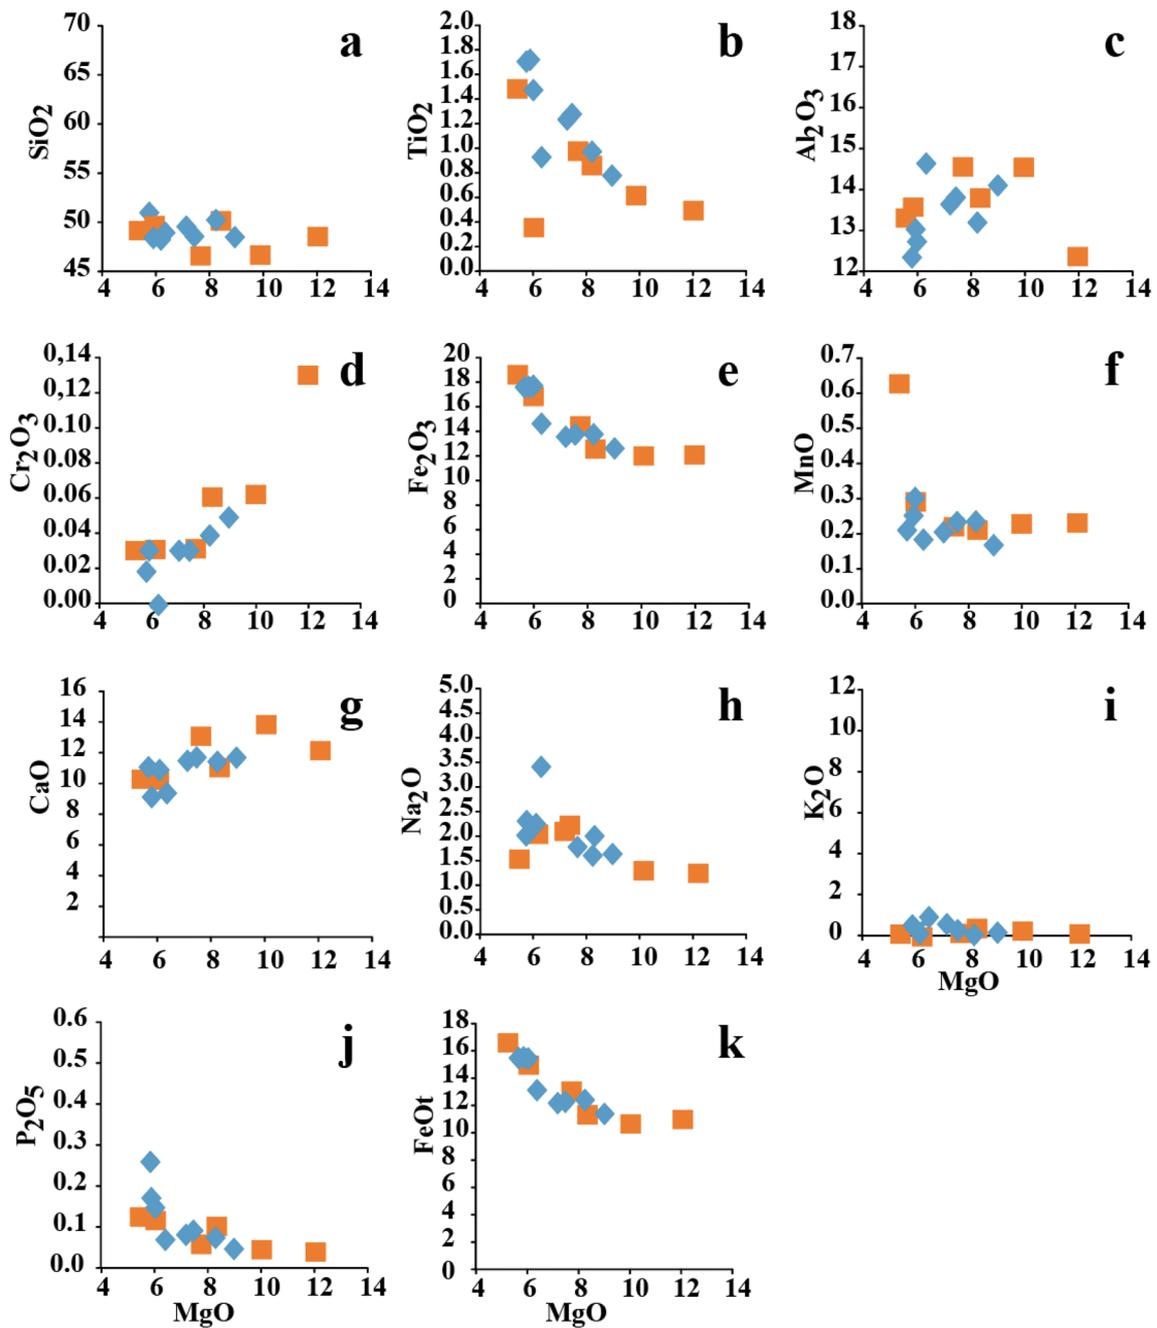 a
SiO2
70
65
60
55
50
45
4 6 8 10 12 14
b
TiO2
2.0
1.8
1.6
1.4
1.2
1.0
0.8
0.6
0.4
0.2
0.0
4 6 8 10 12 14
c
Al2O3
18
17
16
15
14
13
12
4 6 8 10 12 14
d
Cr2O3
0,14
0,12
0,10
0.08
0.06
0.04
0.02
0.00
4 6 8 10 12 14
e
Fe2O3
20
18
16
14
12
10
8
6
4
2
0
4 6 8 10 12 14
f
MnO
0.7
0.6
0.5
0.4
0.3
0.2
0.1
0.0
4 6 8 10 12 14
g
CaO
16
14
12
10
8
6
4
2
4 6 8 10 12 14
h
Na2O
5.0
4.5
4.0
3.5
3.0
2.5
2.0
1.5
1.0
0.5
0.0
4 6 8 10 12 14
i
K2O
12
10
8
6
4
2
0
4 6 8 10 12 14
MgO
j
P2O5
0.6
0.5
0.4
0.3
0.2
0.1
0.0
4 6 8 10 12 14
MgO
k
FeOt
18
16
14
12
10
8
6
4
2
0
4 6 8 10 12 14
MgO